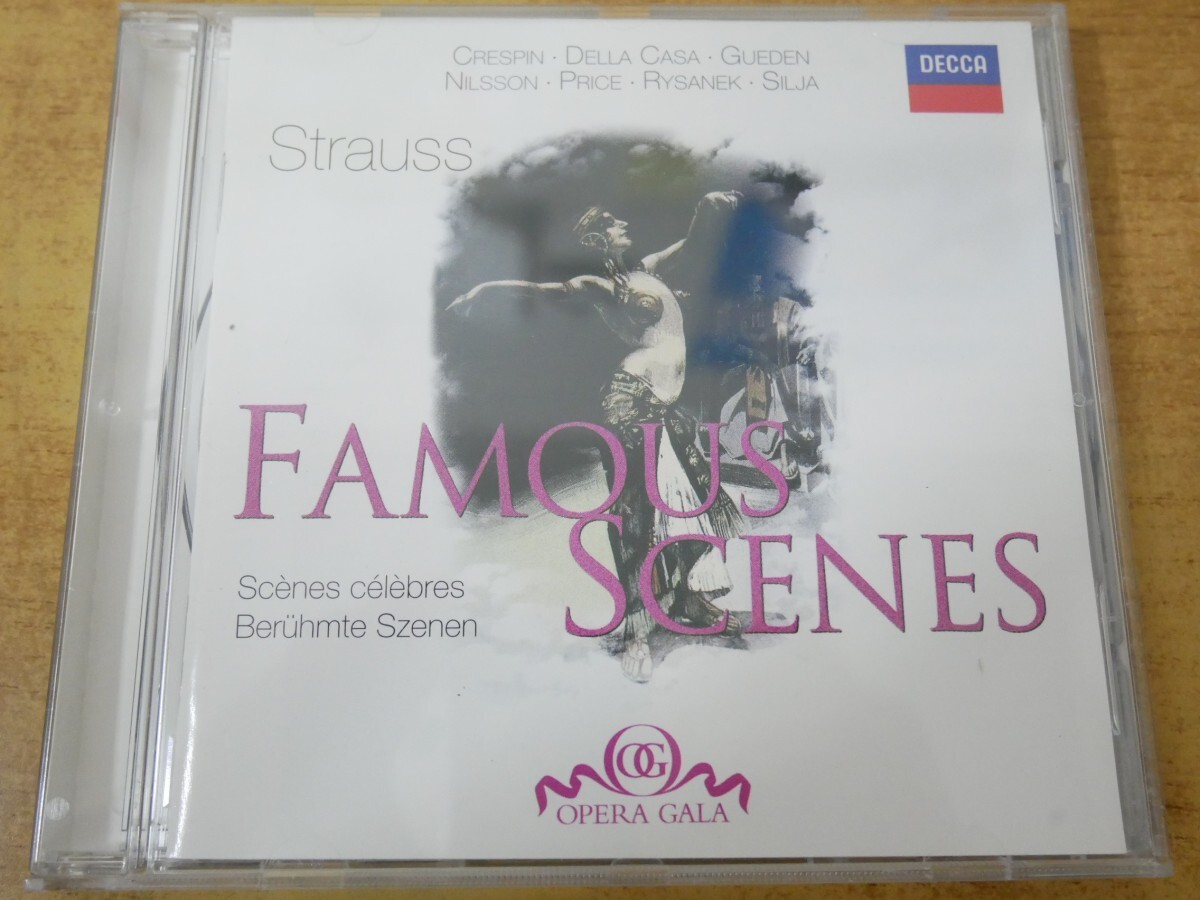 CRESPIN · DELLA CASA · GUEDEN
NILSSON · PRICE · RYSANEK · SILJA
DECCA
Strauss
FAMOUS
SCENES
Scènes célèbres
Berühmte Szenen
OG
OPERA GALA